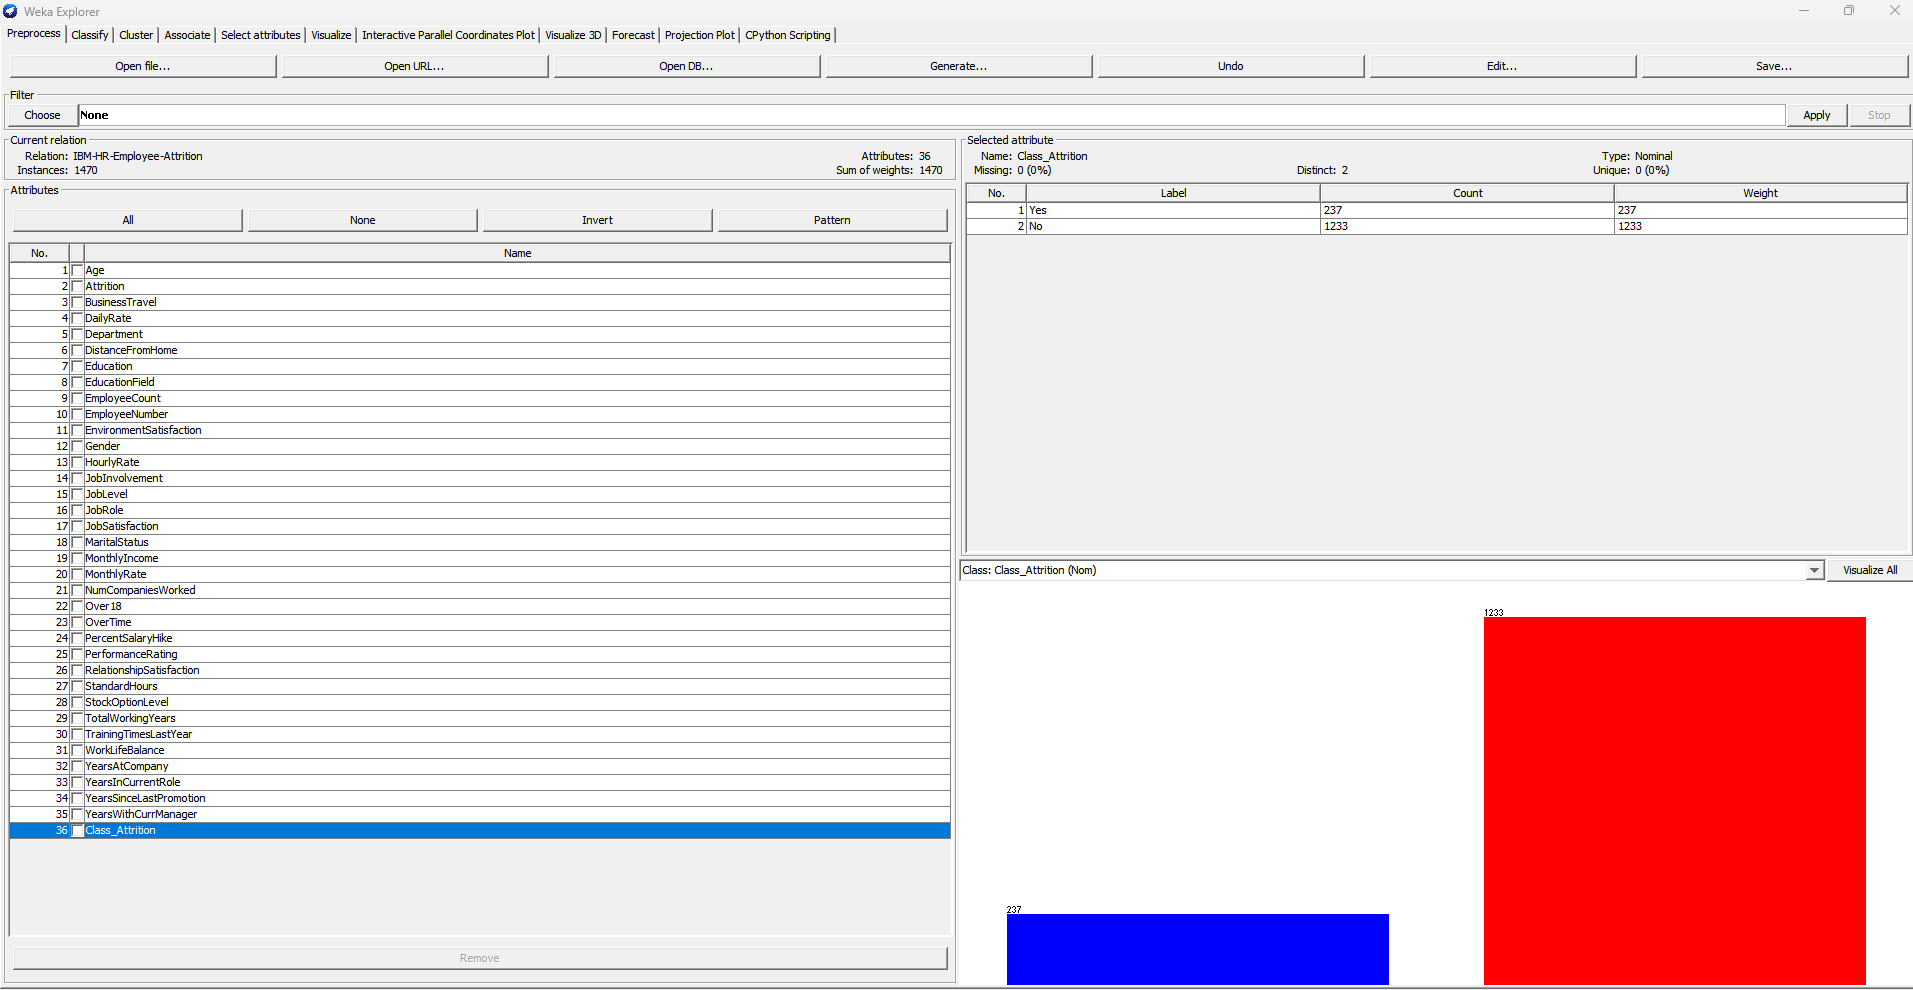 Weka Explorer
Preprocess Classify Cluster Associate Select attributes Visualize Interactive Parallel Coordinates Plot Visualize 3D Forecast Projection Plot CPython Scripting
Open file... Open URL... Open DB... Generate... Undo Edit... Save...
Filter
Choose None Apply Stop
Current relation
Relation: IBM-HR-Employee-Attrition Attributes: 36
Instances: 1470 Sum of weights: 1470
Attributes
All None Invert Pattern
No. Name
1 Age
2 Attrition
3 BusinessTravel
4 DailyRate
5 Department
6 DistanceFromHome
7 Education
8 EducationField
9 EmployeeCount
10 EmployeeNumber
11 EnvironmentSatisfaction
12 Gender
13 HourlyRate
14 JobInvolvement
15 JobLevel
16 JobRole
17 JobSatisfaction
18 MaritalStatus
19 MonthlyIncome
20 MonthlyRate
21 NumCompaniesWorked
22 Over18
23 OverTime
24 PercentSalaryHike
25 PerformanceRating
26 RelationshipSatisfaction
27 StandardHours
28 StockOptionLevel
29 TotalWorkingYears
30 TrainingTimesLastYear
31 WorkLifeBalance
32 YearsAtCompany
33 YearsInCurrentRole
34 YearsSinceLastPromotion
35 YearsWithCurrManager
36 Class_Attrition
Remove
Selected attribute
Name: Class_Attrition Type: Nominal
Missing: 0 (0%) Distinct: 2 Unique: 0 (0%)
No. Label Count Weight
1 Yes 237 237
2 No 1233 1233
Class: Class_Attrition (Nom) Visualize All
1233
237